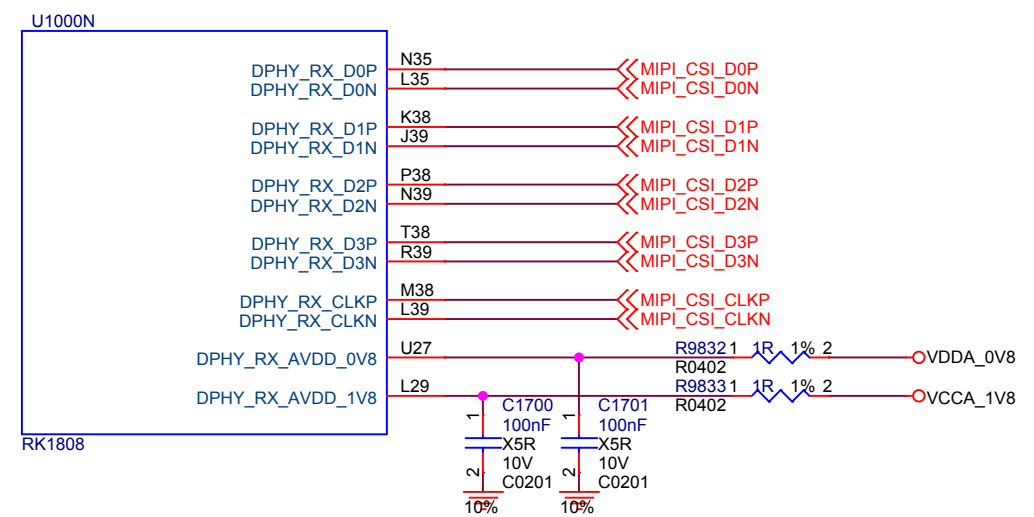 U1000N
DPHY_RX_D0P N35 MIPI_CSI_D0P
DPHY_RX_D0N L35 MIPI_CSI_D0N
DPHY_RX_D1P K38 MIPI_CSI_D1P
DPHY_RX_D1N J39 MIPI_CSI_D1N
DPHY_RX_D2P P38 MIPI_CSI_D2P
DPHY_RX_D2N N39 MIPI_CSI_D2N
DPHY_RX_D3P T38 MIPI_CSI_D3P
DPHY_RX_D3N R39 MIPI_CSI_D3N
DPHY_RX_CLKP M38 MIPI_CSI_CLKP
DPHY_RX_CLKN L39 MIPI_CSI_CLKN
DPHY_RX_AVDD_0V8 U27 R9832 1 1R 1% 2 VDDA_0V8
R0402
DPHY_RX_AVDD_1V8 L29 R9833 1 1R 1% 2 VCCA_1V8
R0402
RK1808
1 C1700
100nF
X5R
10V
2 C0201
10%
1 C1701
100nF
X5R
10V
2 C0201
10%